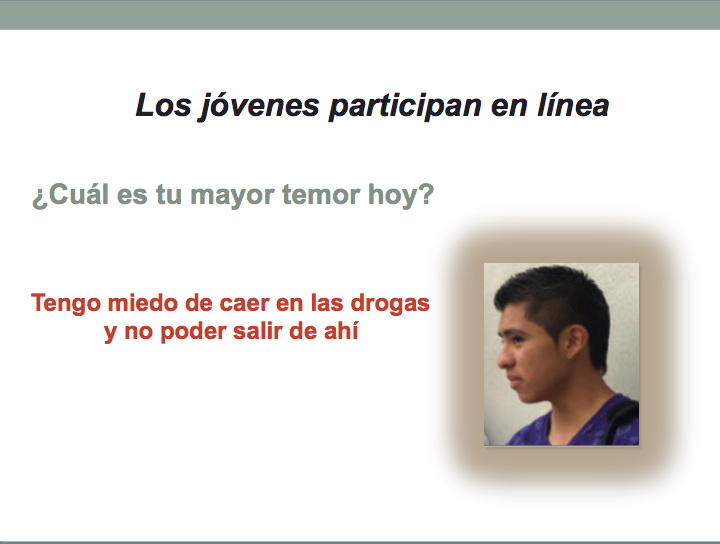 Los jóvenes participan en línea
¿Cuál es tu mayor temor hoy?
Tengo miedo de caer en las drogas
y no poder salir de ahí